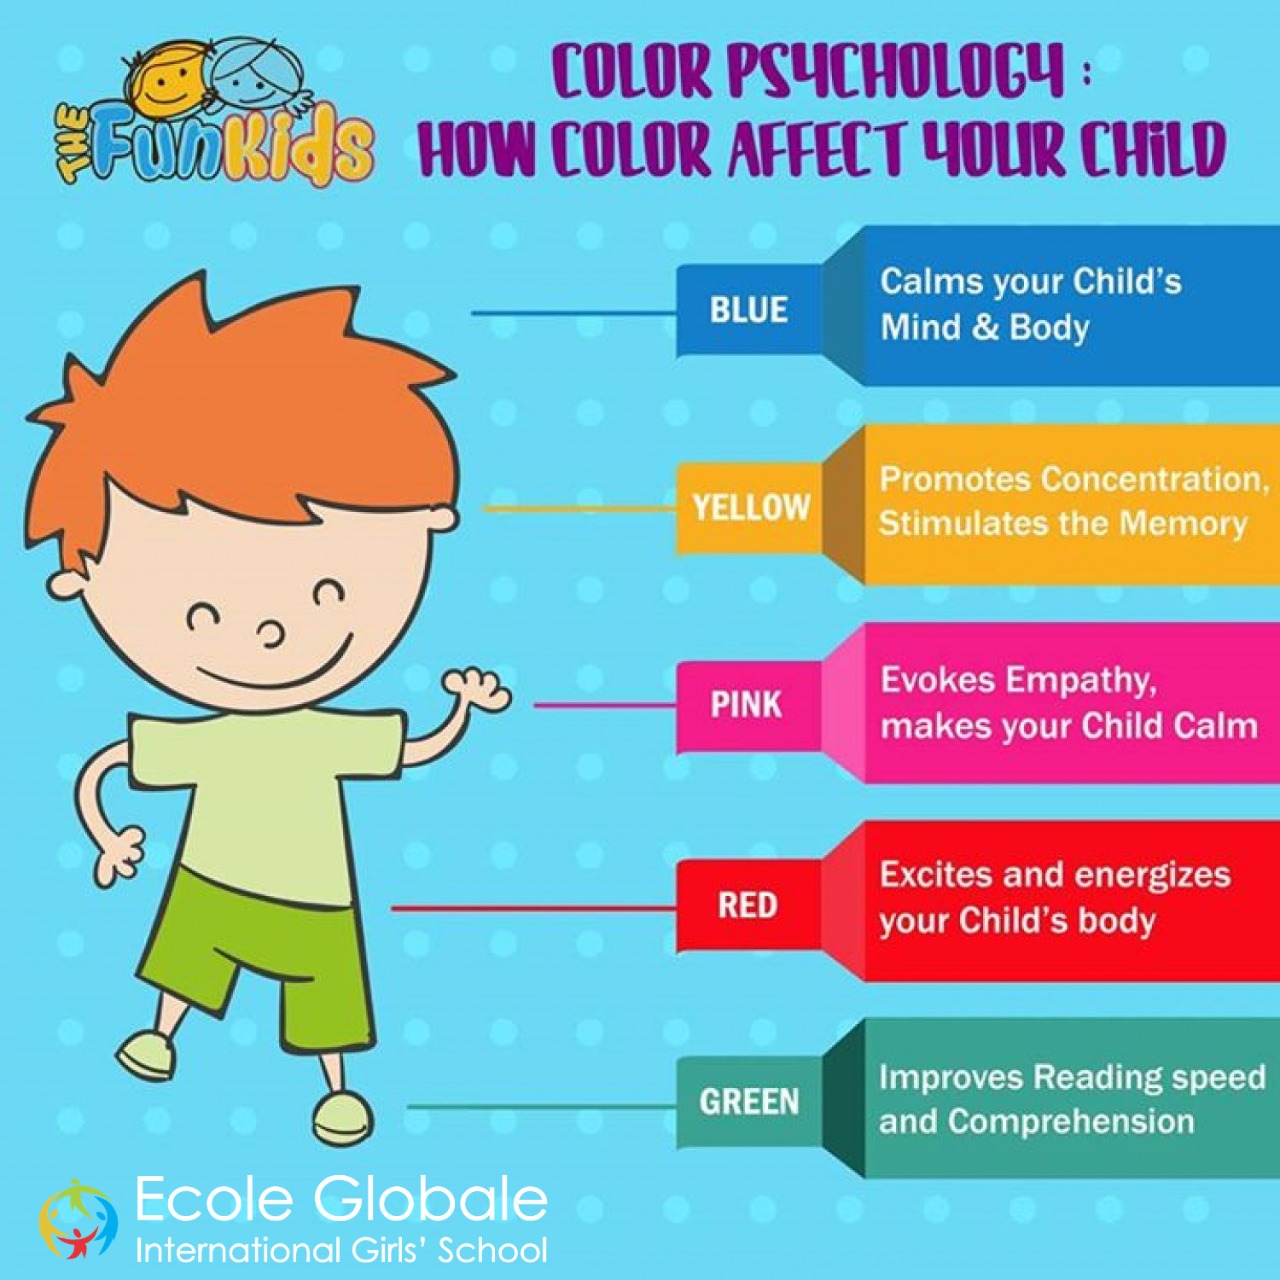 THE
FunKids
COLOR PSYCHOLOGY :
HOW COLOR AFFECT YOUR CHiLD
BLUE
Calms your Child's
Mind & Body
YELLOW
Promotes Concentration,
Stimulates the Memory
PINK
Evokes Empathy,
makes your Child Calm
RED
Excites and energizes
your Child's body
GREEN
Improves Reading speed
and Comprehension
Ecole Globale
International Girls' School